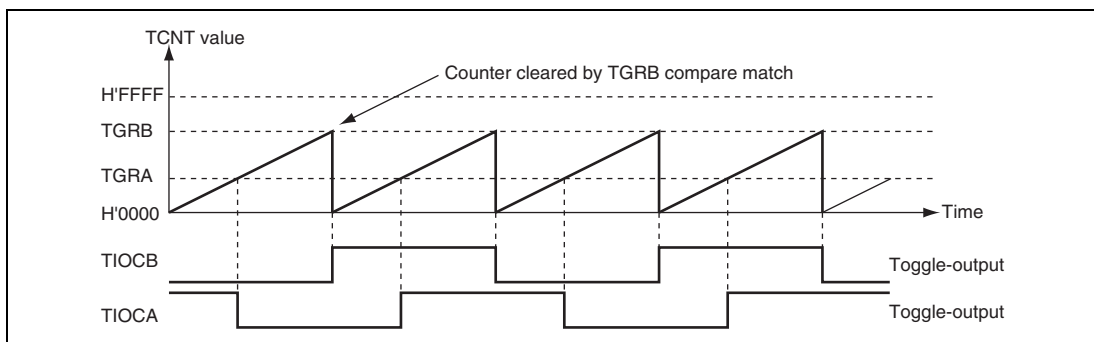 TCNT value
Counter cleared by TGRB compare match
H'FFFF
TGRB
TGRA
H'0000
Time
TIOCB
Toggle-output
TIOCA
Toggle-output